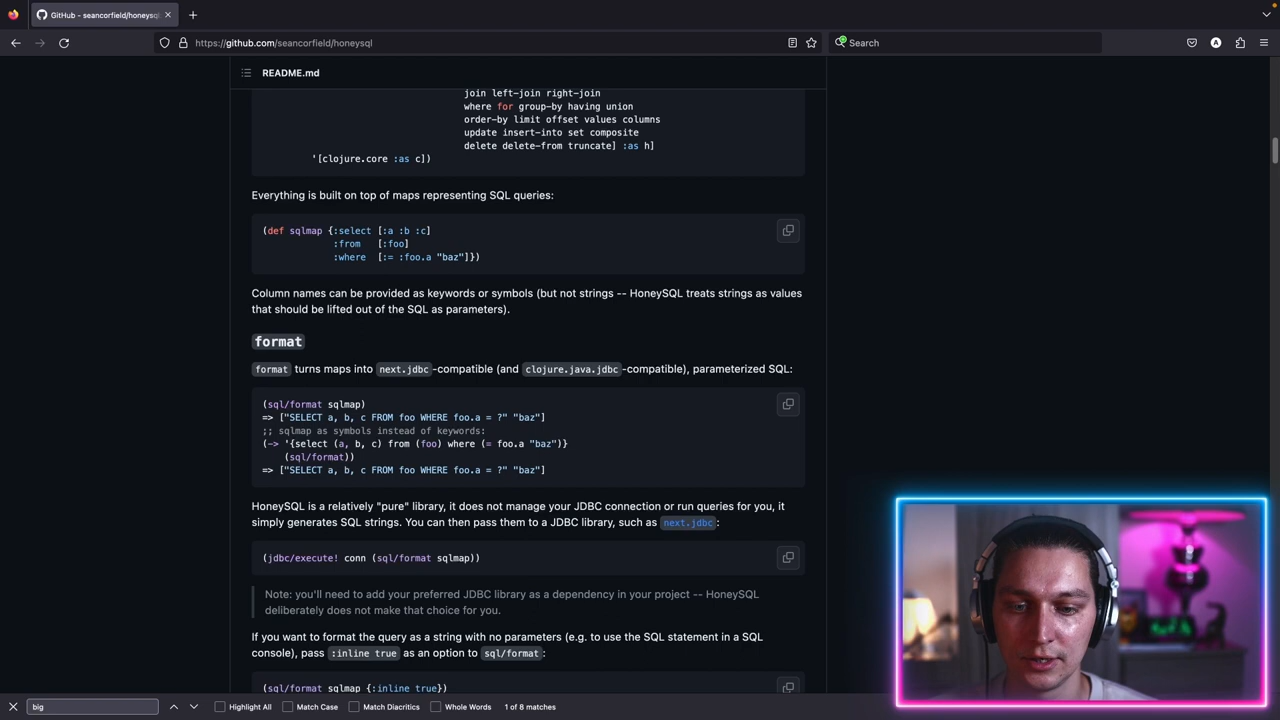 GitHub - seancorfield/honeysql
https://github.com/seancorfield/honeysql
Search
README.md
join left-join right-join
where for group-by having union
order-by limit offset values columns
update insert-into set composite
delete delete-from truncate] :as h]
'[clojure.core :as c])
Everything is built on top of maps representing SQL queries:
(def sqlmap {:select [:a :b :c]
:from [:foo]
:where [:= :foo.a "baz"]})
Column names can be provided as keywords or symbols (but not strings -- HoneySQL treats strings as values
that should be lifted out of the SQL as parameters).
format
format turns maps into next.jdbc-compatible (and clojure.java.jdbc-compatible), parameterized SQL:
(sql/format sqlmap)
=> ["SELECT a, b, c FROM foo WHERE foo.a = ?" "baz"]
;; sqlmap as symbols instead of keywords:
(-> '{select (a, b, c) from (foo) where (= foo.a "baz")}
(sql/format))
=> ["SELECT a, b, c FROM foo WHERE foo.a = ?" "baz"]
HoneySQL is a relatively "pure" library, it does not manage your JDBC connection or run queries for you, it
simply generates SQL strings. You can then pass them to a JDBC library, such as next.jdbc:
(jdbc/execute! conn (sql/format sqlmap))
Note: you'll need to add your preferred JDBC library as a dependency in your project -- HoneySQL
deliberately does not make that choice for you.
If you want to format the query as a string with no parameters (e.g. to use the SQL statement in a SQL
console), pass :inline true as an option to sql/format:
(sql/format sqlmap {:inline true})
big
Highlight All
Match Case
Match Diacritics
Whole Words
1 of 8 matches